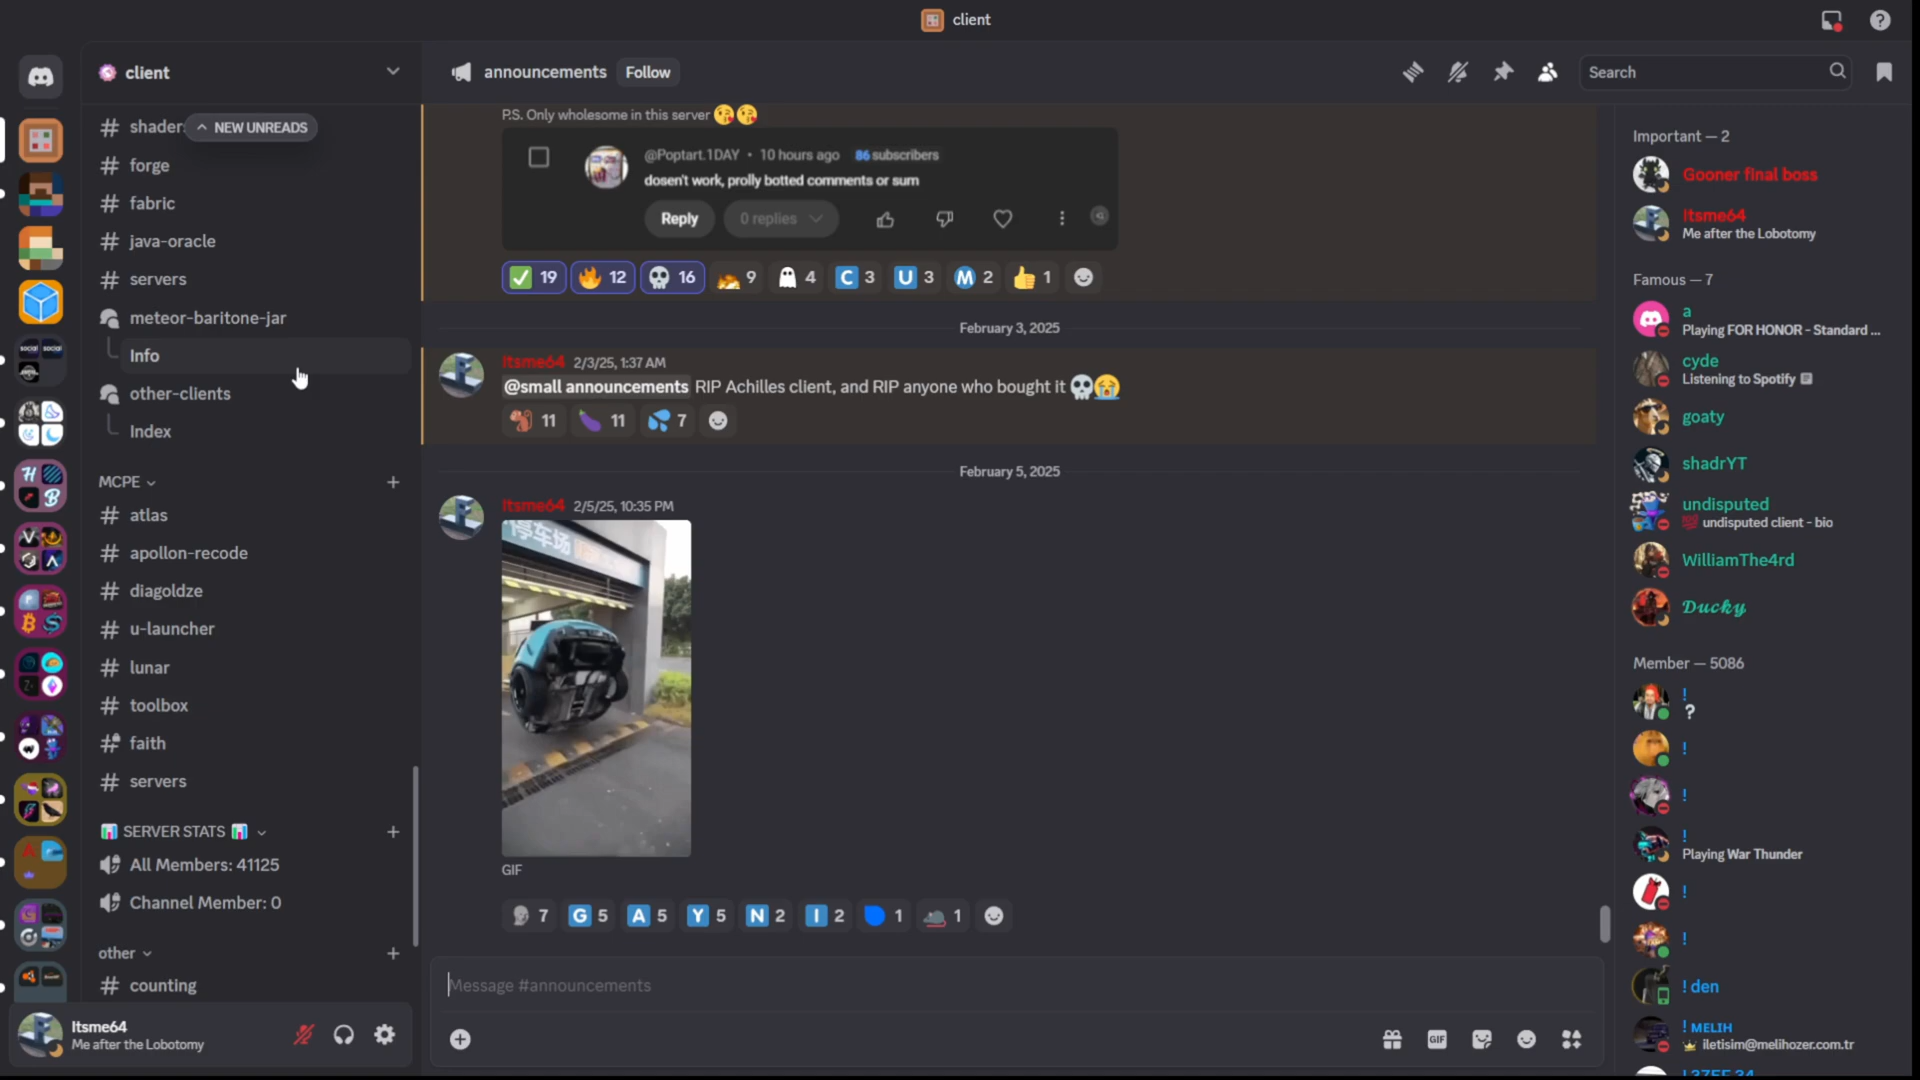 client
client
shader
NEW UNREADS
forge
fabric
java-oracle
servers
meteor-baritone-jar
Info
other-clients
Index
MCPE
atlas
apollon-recode
diagoldze
u-launcher
lunar
toolbox
faith
servers
SERVER STATS
All Members: 41125
Channel Member: 0
other
counting
Itsme64
Me after the Lobotomy
announcements
Follow
Search
P.S. Only wholesome in this server 😘😘
@Poptart.1DAY • 10 hours ago 86 subscribers
dosen't work, prolly botted comments or sum
Reply
0 replies
✅ 19 🔥 12 💀 16 9 👻 4 C 3 U 3 M 2 👍 1
February 3, 2025
Itsme64 2/3/25, 1:37 AM
@small announcements RIP Achilles client, and RIP anyone who bought it 💀😭
11 🍆 11 💦 7
February 5, 2025
Itsme64 2/5/25, 10:35 PM
停车场
GIF
7 G 5 A 5 Y 5 N 2 I 2 1 1
Message #announcements
GIF
Important — 2
Gooner final boss
Itsme64
Me after the Lobotomy
Famous — 7
a
Playing FOR HONOR - Standard ...
cyde
Listening to Spotify
goaty
shadrYT
undisputed
💯 undisputed client - bio
WilliamThe4rd
Ducky
Member — 5086
!
?
!
!
!
Playing War Thunder
!
!
! den
! MELIH
iletisim@melihozer.com.tr